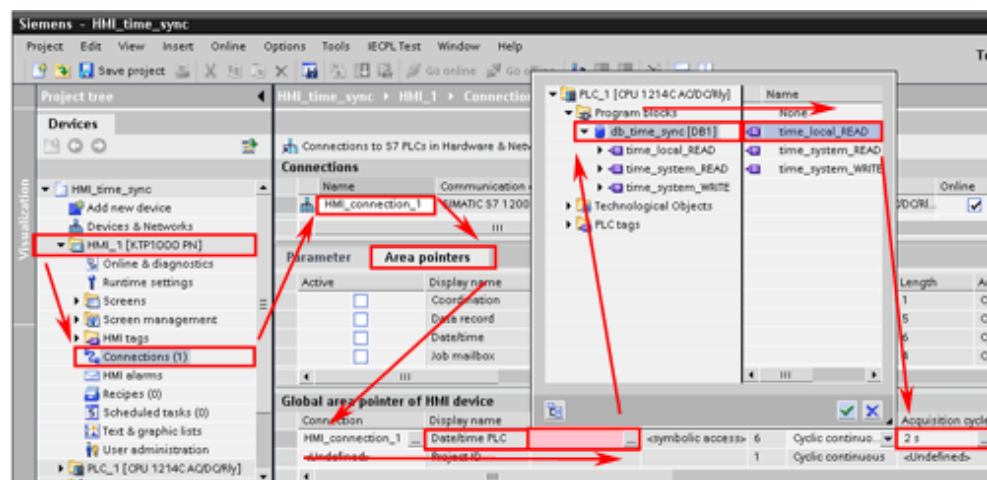 Siemens - HMI_time_sync
Project Edit View Insert Online Options Tools IECPL Test Window Help
Save project Go online
Project tree
HMI_time_sync HMI_1
Devices
Connections to S7 PLCs in Hardware &
Connections
Name
HMI_connection_1
HMI_time_sync
Add new device
Devices & Networks
HMI_1 [KTP1000 PN]
Online & diagnostics
Runtime settings
Screens
Screen management
HMI tags
Connections (1)
HMI alarms
Recipes (0)
Scheduled tasks (0)
Text & graphic lists
User administration
PLC_1 [CPU 1214C AC/DC/Rly]
Visualization
Parameter Area pointers
Active Display name
Coordination
Data record
Date/time
Job mailbox
Global area pointer of HMI device
Connection Display name
HMI_connection_1 ... Date/time PLC ... <symbolic access> 6 Cyclic continuo... 2 s ...
<Undefined> Project ID 1 Cyclic continuous <Undefined>
PLC_1 [CPU 1214C AC/DC/Rly] Name
Program blocks None
db_time_sync [DB1] time_local_READ
time_local_READ time_system_READ
time_system_READ time_system_WRITE
time_system_WRITE
Technological Objects
PLC tags
Online
Length
1
5
6
Acquisition cycle